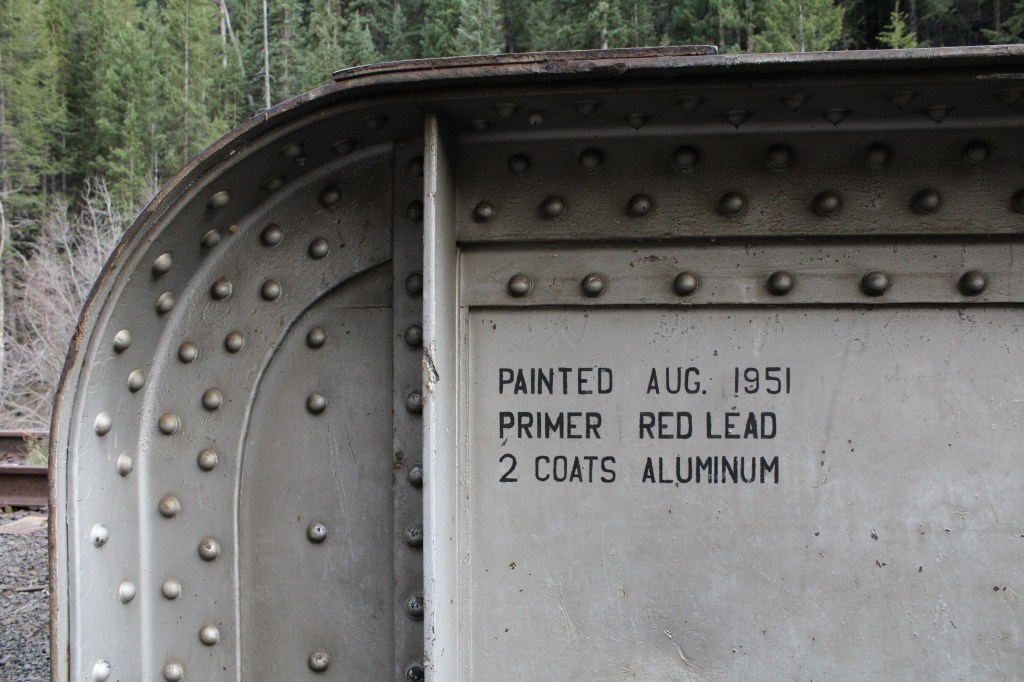 PAINTED AUG. 1951
PRIMER RED LEAD
2 COATS ALUMINUM